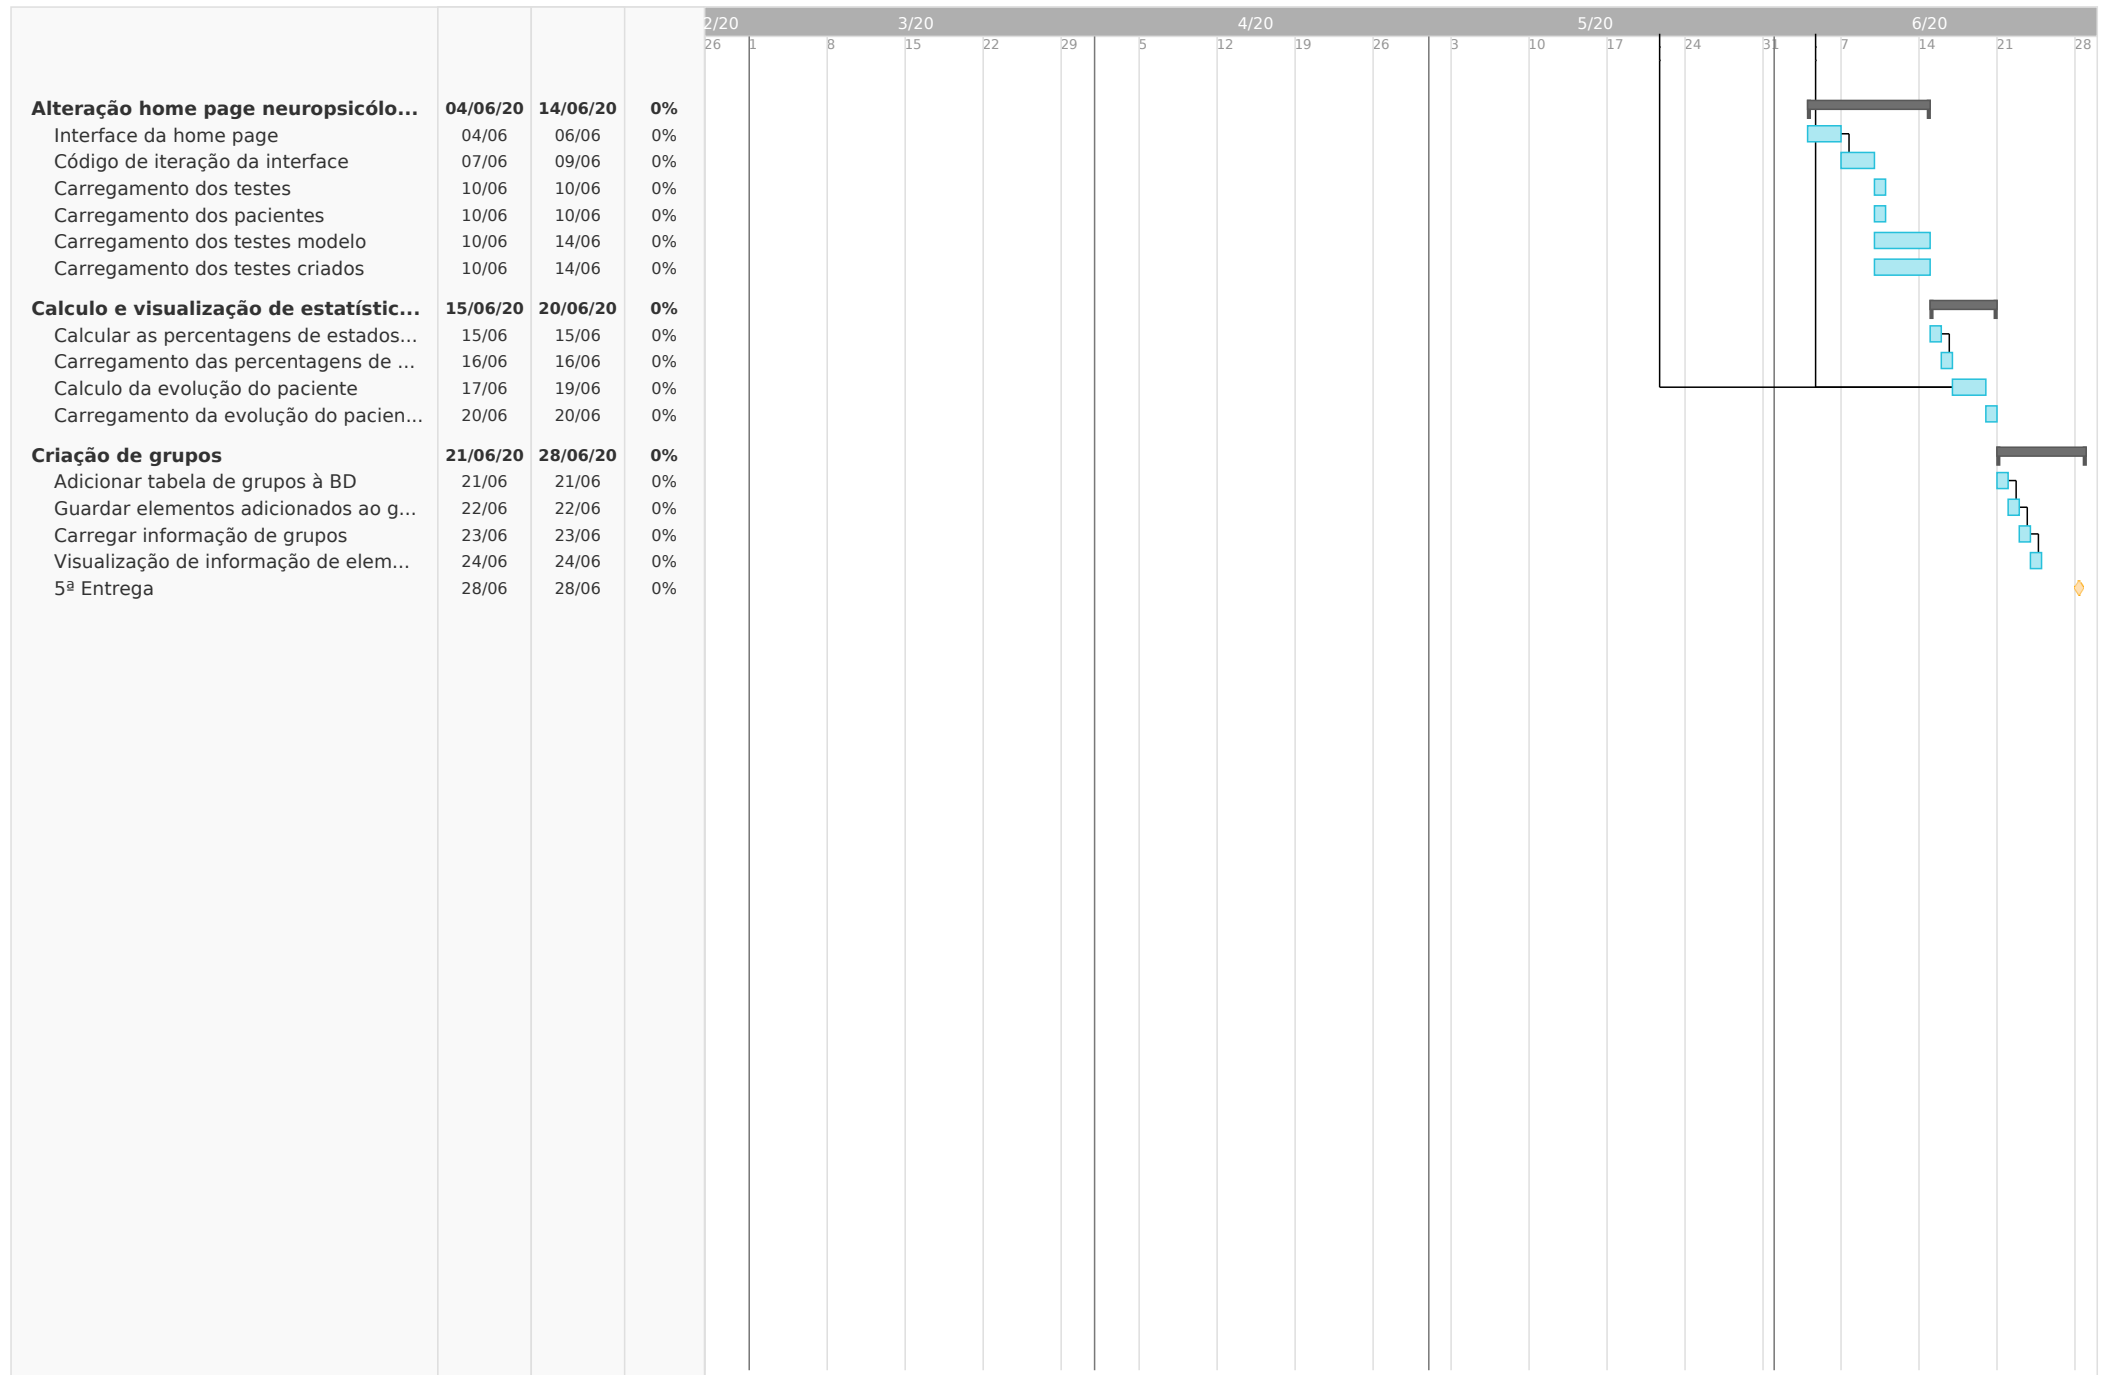 2/20 3/20 4/20 5/20 6/20
26 1 8 15 22 29 5 12 19 26 3 10 17 24 31 7 14 21 28
Alteração home page neuropsicólo... 04/06/20 14/06/20 0%
Interface da home page 04/06 06/06 0%
Código de iteração da interface 07/06 09/06 0%
Carregamento dos testes 10/06 10/06 0%
Carregamento dos pacientes 10/06 10/06 0%
Carregamento dos testes modelo 10/06 14/06 0%
Carregamento dos testes criados 10/06 14/06 0%
Calculo e visualização de estatístic... 15/06/20 20/06/20 0%
Calcular as percentagens de estados... 15/06 15/06 0%
Carregamento das percentagens de ... 16/06 16/06 0%
Calculo da evolução do paciente 17/06 19/06 0%
Carregamento da evolução do pacien... 20/06 20/06 0%
Criação de grupos 21/06/20 28/06/20 0%
Adicionar tabela de grupos à BD 21/06 21/06 0%
Guardar elementos adicionados ao g... 22/06 22/06 0%
Carregar informação de grupos 23/06 23/06 0%
Visualização de informação de elem... 24/06 24/06 0%
5ª Entrega 28/06 28/06 0%